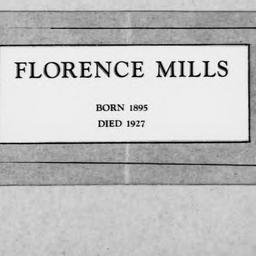 FLORENCE MILLS
BORN 1895
DIED 1927